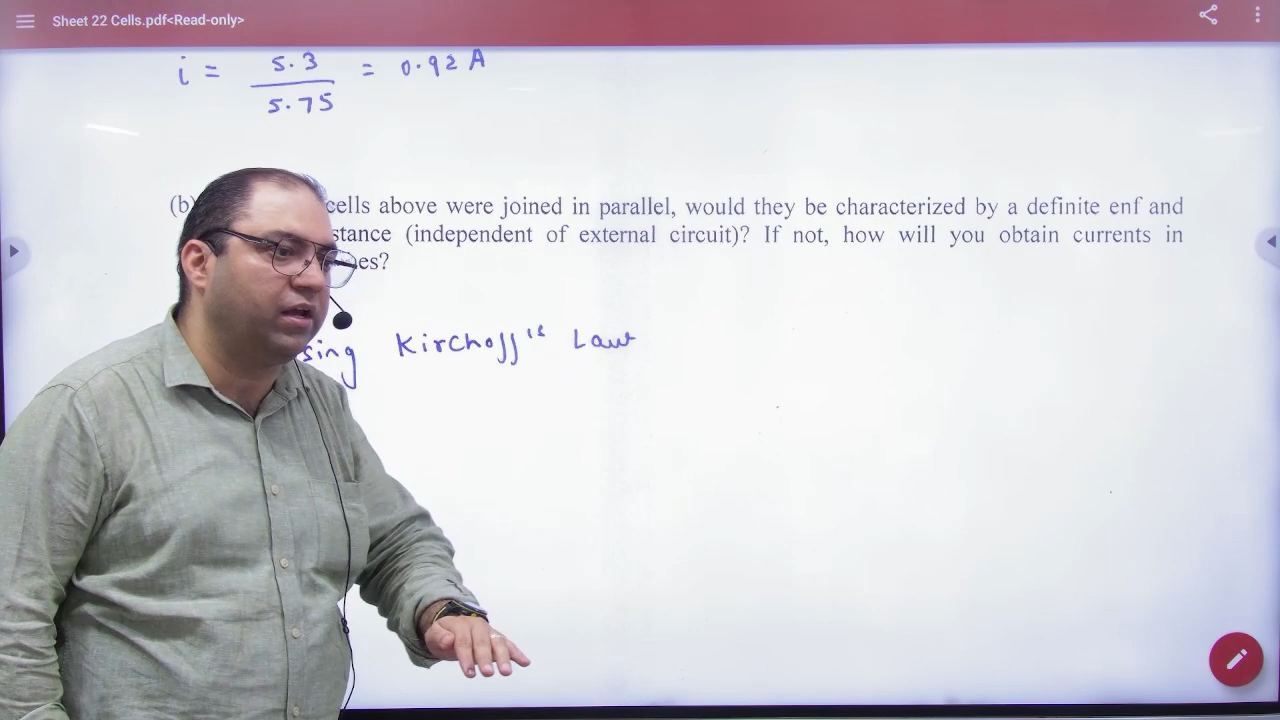 Sheet 22 Cells.pdf<Read-only>
i = 5.3 / 5.75 = 0.92 A
(b) cells above were joined in parallel, would they be characterized by a definite enf and
stance (independent of external circuit)? If not, how will you obtain currents in
es?
sing Kirchoff's Law